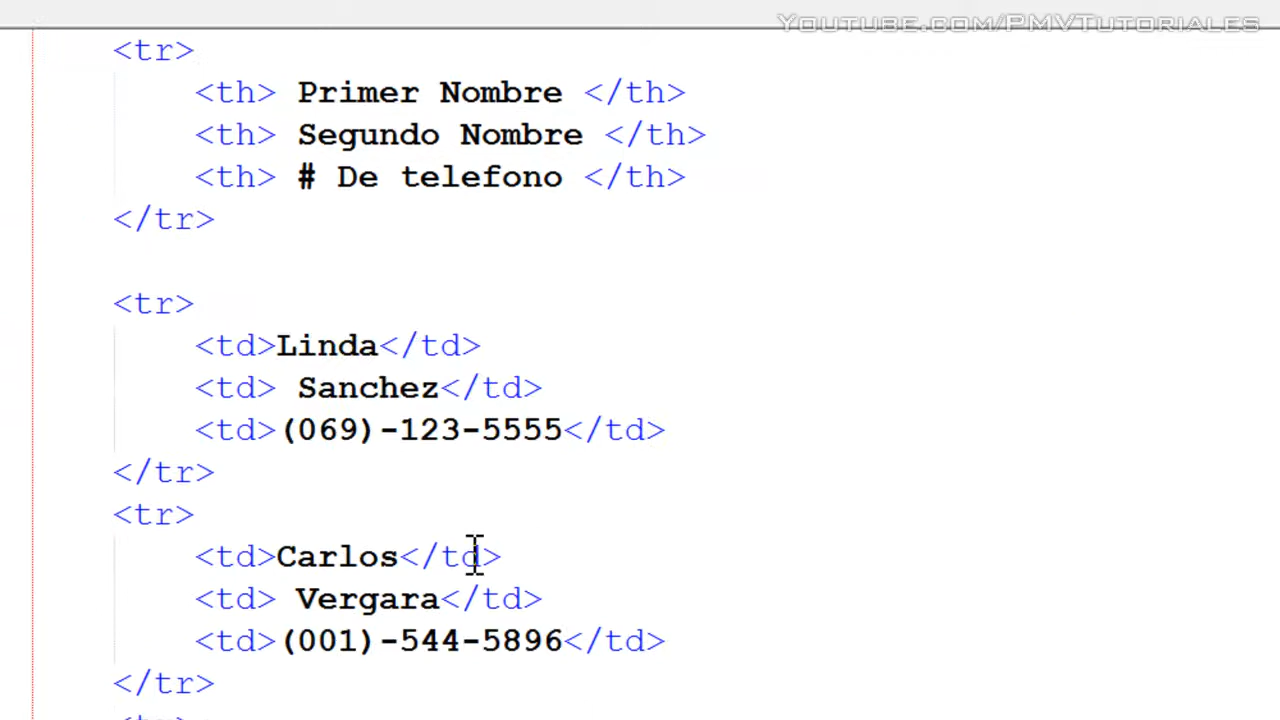 Youtube.com/PMVTutoriales
<tr>
<th> Primer Nombre </th>
<th> Segundo Nombre </th>
<th> # De telefono </th>
</tr>
<tr>
<td>Linda</td>
<td> Sanchez</td>
<td>(069)-123-5555</td>
</tr>
<tr>
<td>Carlos</td>
<td> Vergara</td>
<td>(001)-544-5896</td>
</tr>